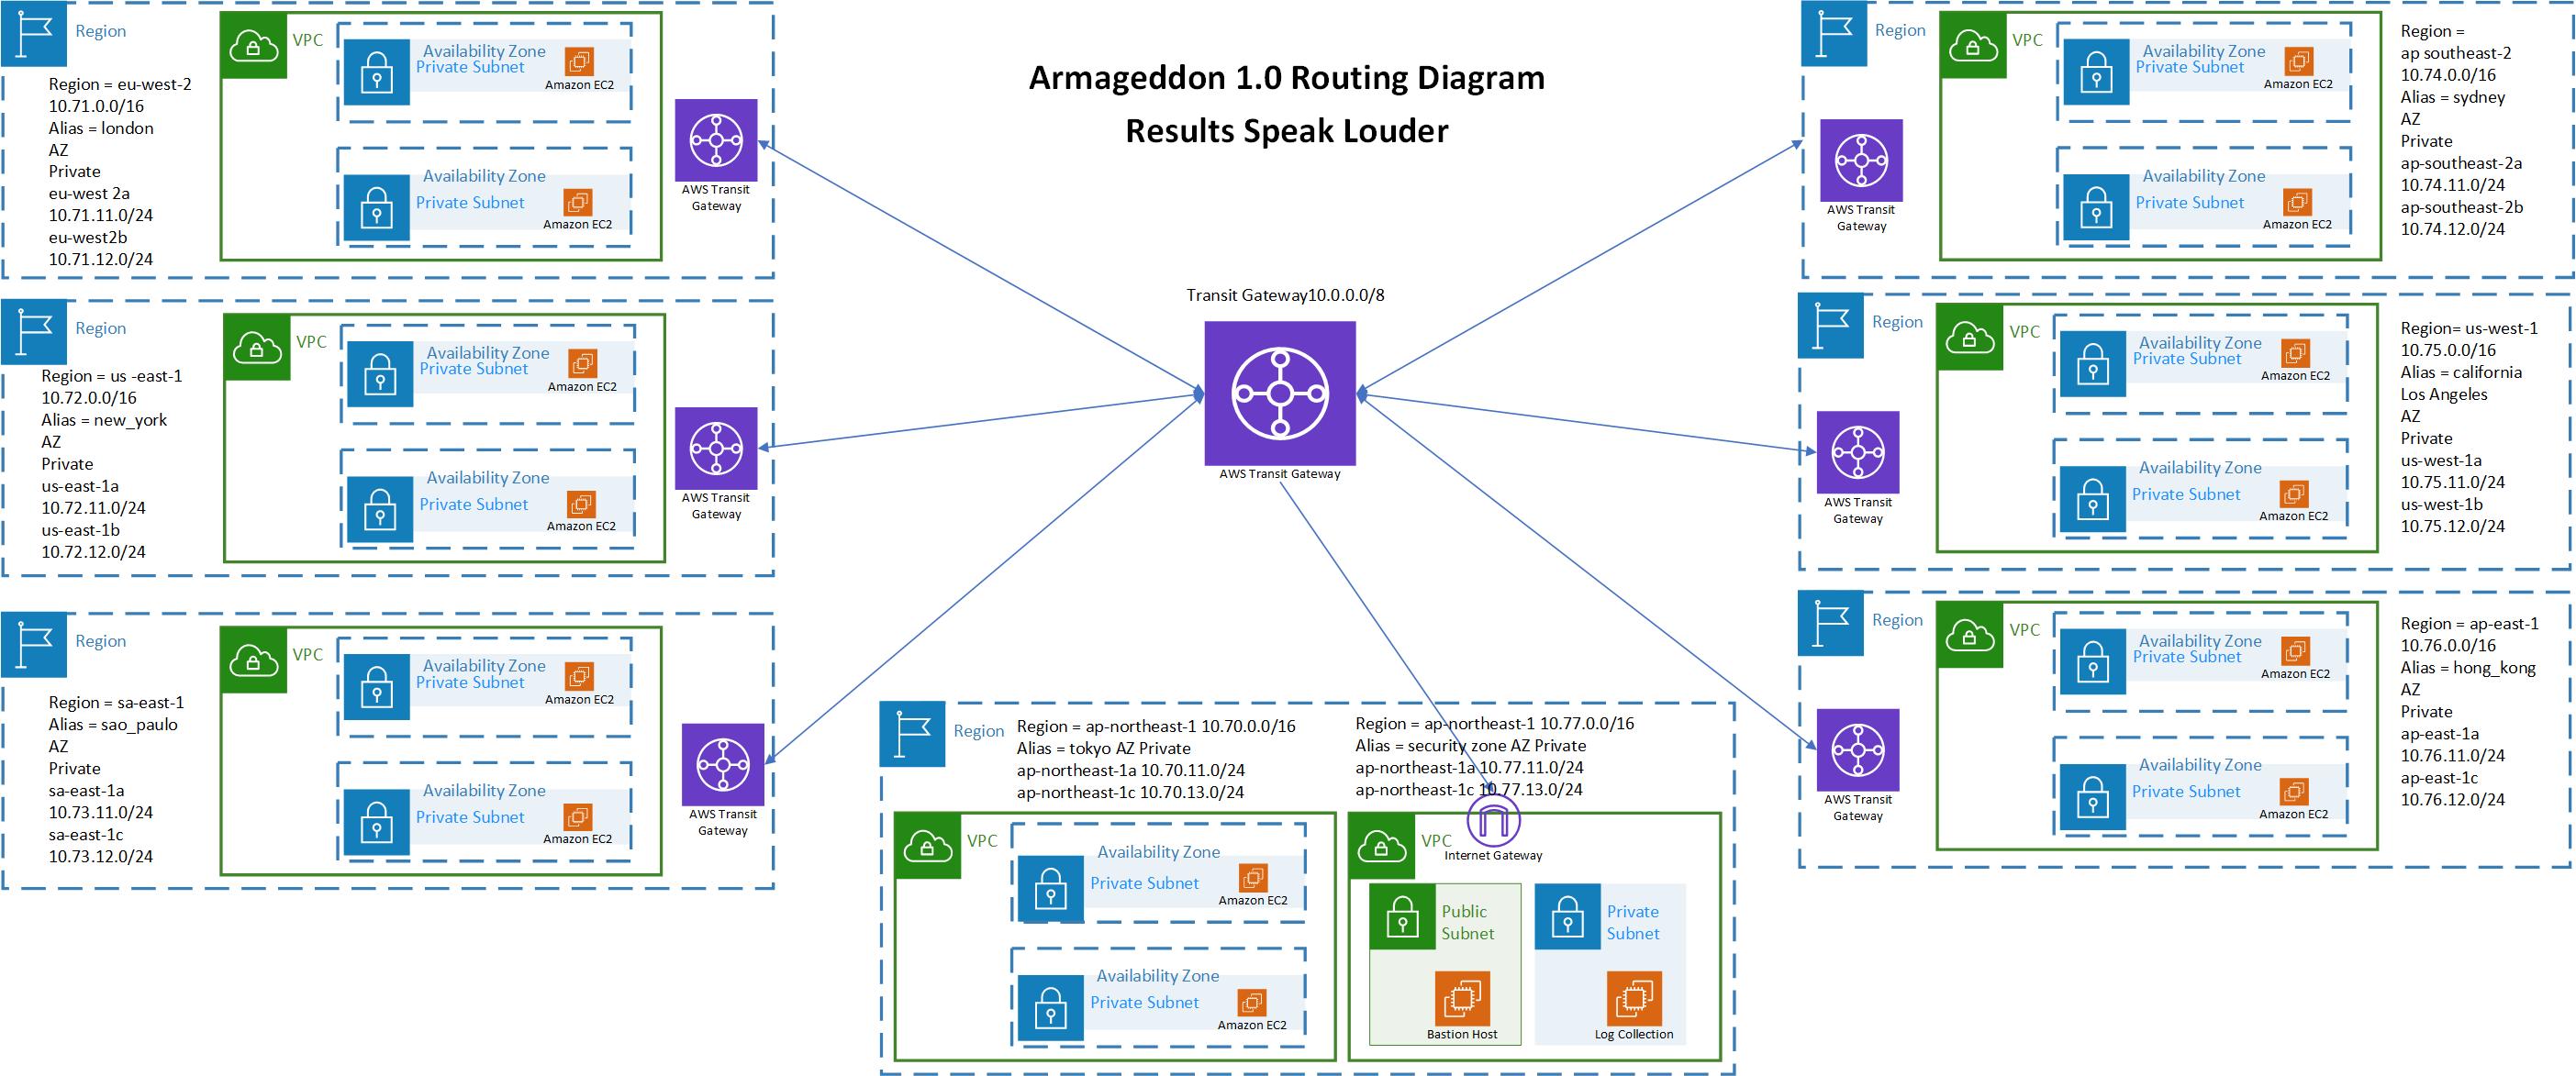 Armageddon 1.0 Routing Diagram
Results Speak Louder
Region
Region = eu-west-2
10.71.0.0/16
Alias = london
AZ
Private
eu-west 2a
10.71.11.0/24
eu-west2b
10.71.12.0/24
VPC
Availability Zone
Private Subnet
Amazon EC2
Availability Zone
Private Subnet
Amazon EC2
AWS Transit
Gateway
Region
Region = us -east-1
10.72.0.0/16
Alias = new_york
AZ
Private
us-east-1a
10.72.11.0/24
us-east-1b
10.72.12.0/24
VPC
Availability Zone
Private Subnet
Amazon EC2
Availability Zone
Private Subnet
Amazon EC2
AWS Transit
Gateway
Region
Region = sa-east-1
Alias = sao_paulo
AZ
Private
sa-east-1a
10.73.11.0/24
sa-east-1c
10.73.12.0/24
VPC
Availability Zone
Private Subnet
Amazon EC2
Availability Zone
Private Subnet
Amazon EC2
AWS Transit
Gateway
Transit Gateway10.0.0.0/8
AWS Transit Gateway
Region
Region = ap-northeast-1 10.70.0.0/16
Alias = tokyo AZ Private
ap-northeast-1a 10.70.11.0/24
ap-northeast-1c 10.70.13.0/24
VPC
Availability Zone
Private Subnet
Amazon EC2
Availability Zone
Private Subnet
Amazon EC2
Region = ap-northeast-1 10.77.0.0/16
Alias = security zone AZ Private
ap-northeast-1a 10.77.11.0/24
ap-northeast-1c 10.77.13.0/24
VPC
Internet Gateway
Public
Subnet
Bastion Host
Private
Subnet
Log Collection
Region
AWS Transit
Gateway
VPC
Availability Zone
Private Subnet
Amazon EC2
Availability Zone
Private Subnet
Amazon EC2
Region =
ap southeast-2
10.74.0.0/16
Alias = sydney
AZ
Private
ap-southeast-2a
10.74.11.0/24
ap-southeast-2b
10.74.12.0/24
Region
AWS Transit
Gateway
VPC
Availability Zone
Private Subnet
Amazon EC2
Availability Zone
Private Subnet
Amazon EC2
Region= us-west-1
10.75.0.0/16
Alias = california
Los Angeles
AZ
Private
us-west-1a
10.75.11.0/24
us-west-1b
10.75.12.0/24
Region
AWS Transit
Gateway
VPC
Availability Zone
Private Subnet
Amazon EC2
Availability Zone
Private Subnet
Amazon EC2
Region = ap-east-1
10.76.0.0/16
Alias = hong_kong
AZ
Private
ap-east-1a
10.76.11.0/24
ap-east-1c
10.76.12.0/24